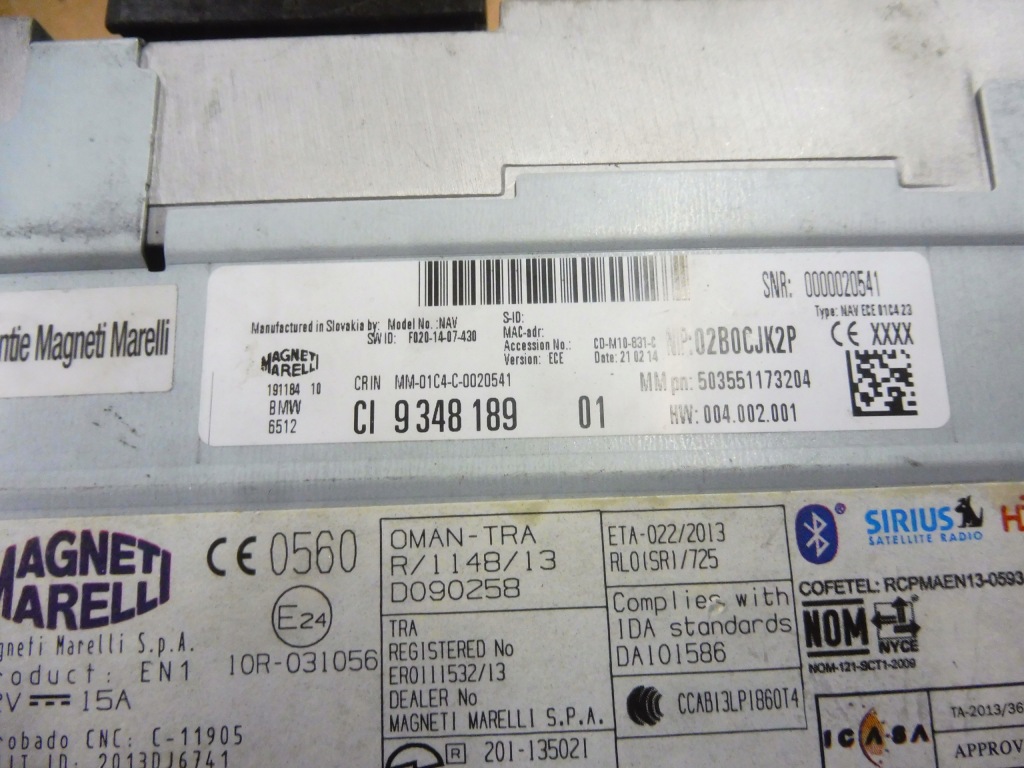 ntie Magneti Marelli
SNR: 0000020541
Type: NAV ECE 01C4 23
CE XXXX
Manufactured in Slovakia by: Model No.: NAV
SW ID: F020-14-07-430
S-ID:
MAC-adr:
Accession No.: CD-M10-831-C
Version: ECE Date: 21 02 14
NP:02B0CJK2P
MAGNETI
MARELLI
191184 10
BMW
6512
CRIN MM-01C4-C-0020541
CI 9 348 189 01
MM pn: 503551173204
HW: 004.002.001
MAGNETI
MARELLI
gneti Marelli S.p.A.
roduct: EN1
2V 15A
robado CNC: C-11905
2013DJ6741
CE 0560
E24
10R-031056
OMAN-TRA
R/1148/13
D090258
TRA
REGISTERED No
ER0111532/13
DEALER No
MAGNETI MARELLI S.P.A.
R 201-135021
ETA-022/2013
RLO(SR)/725
Complies with
IDA standards
DA101586
CCAB13LP1860T4
SIRIUS
SATELLITE RADIO
COFETEL: RCPMAEN13-0593
NOM
NYCE
NOM-121-SCT1-2009
ICASA
TA-2013/36
APPROV